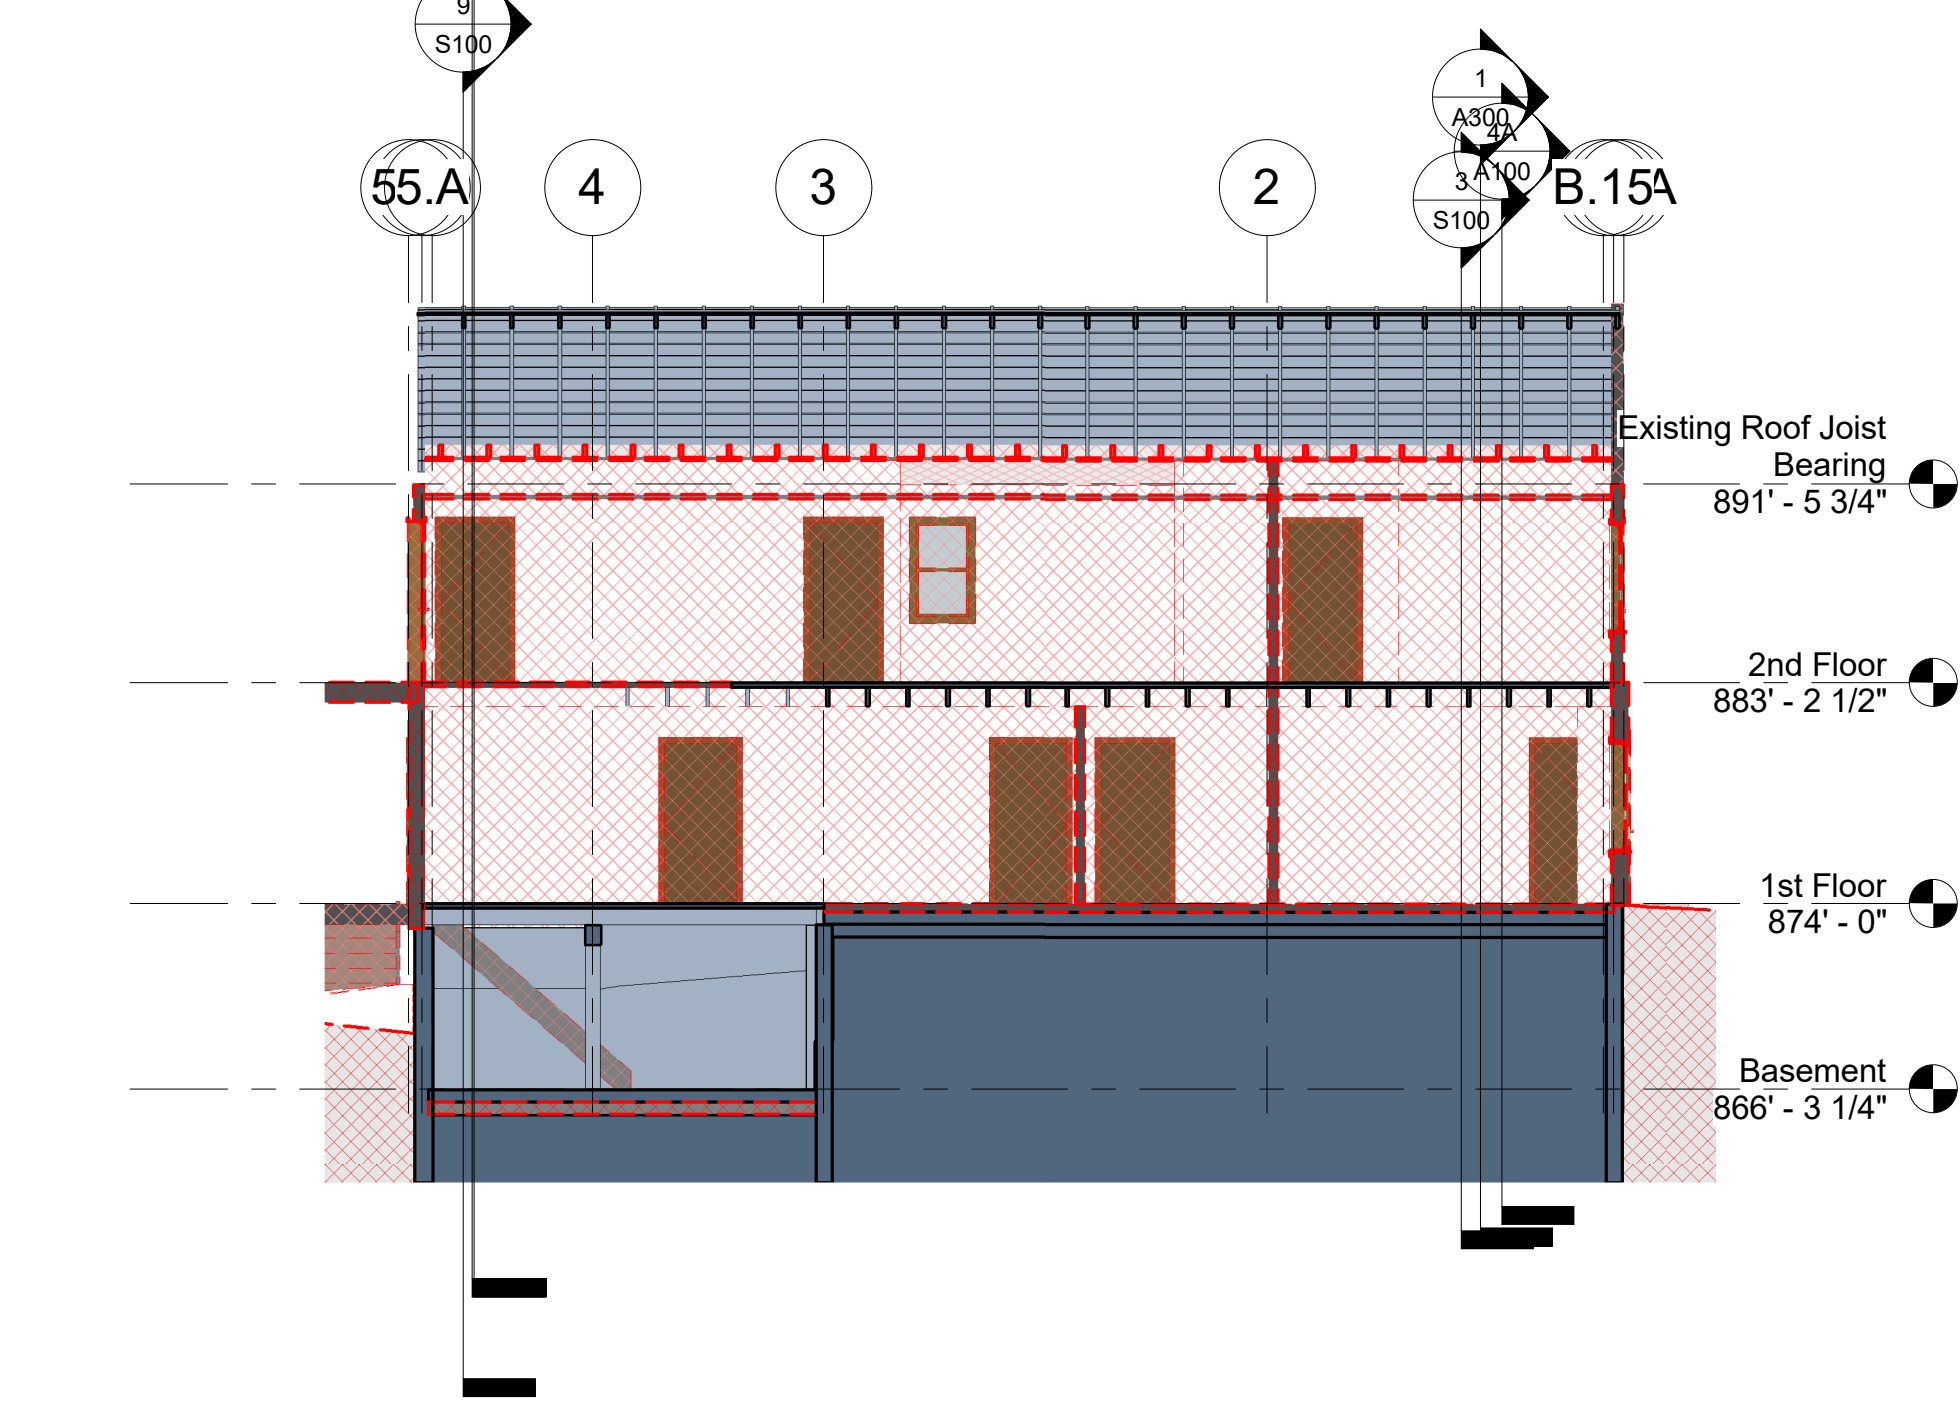 9
S100
1
A300
4A
A100
3
S100
55.A
4
3
2
B.15A
Existing Roof Joist
Bearing
891' - 5 3/4"
2nd Floor
883' - 2 1/2"
1st Floor
874' - 0"
Basement
866' - 3 1/4"